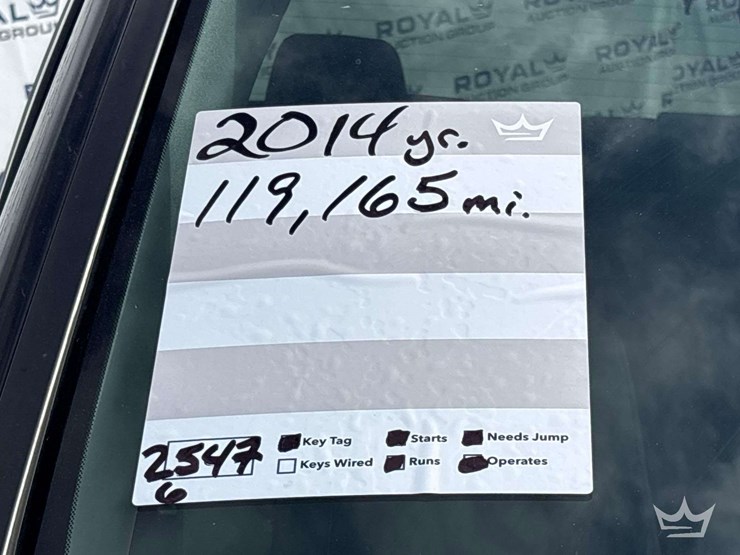 ROYAL
AUCTION GROUP
ROYAL
AUCTION GROUP
2014 yr.
119,165 mi.
Key Tag Starts Needs Jump
2547 Keys Wired Runs Operates
6